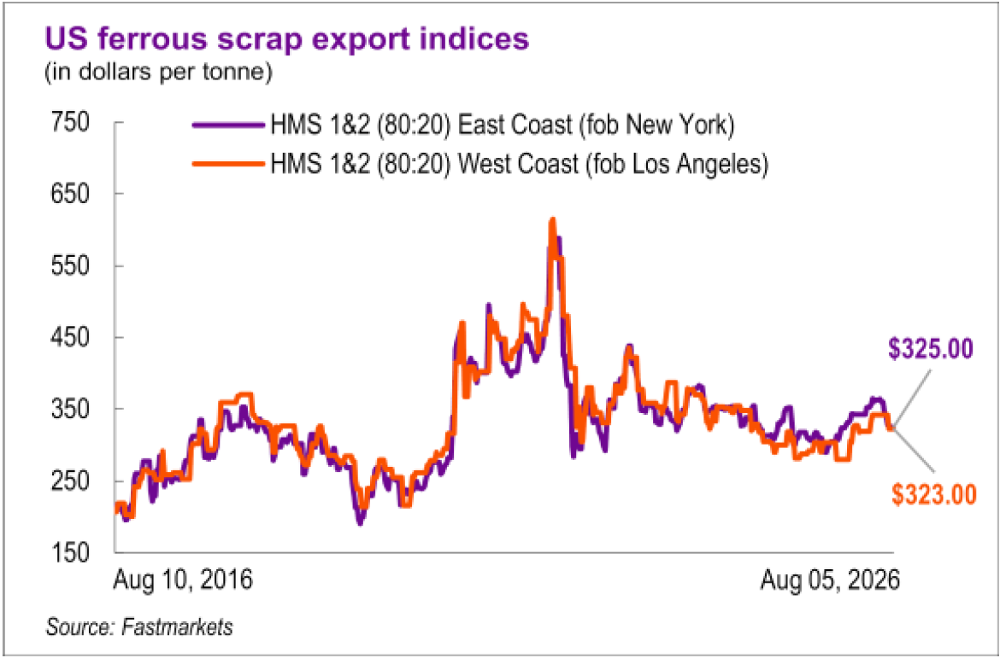 US ferrous scrap export indices
(in dollars per tonne)
750
HMS 1&2 (80:20) East Coast (fob New York)
HMS 1&2 (80:20) West Coast (fob Los Angeles)
650
550
450
$325.00
350
250
$323.00
150
Aug 10, 2016
Aug 05, 2026
Source: Fastmarkets